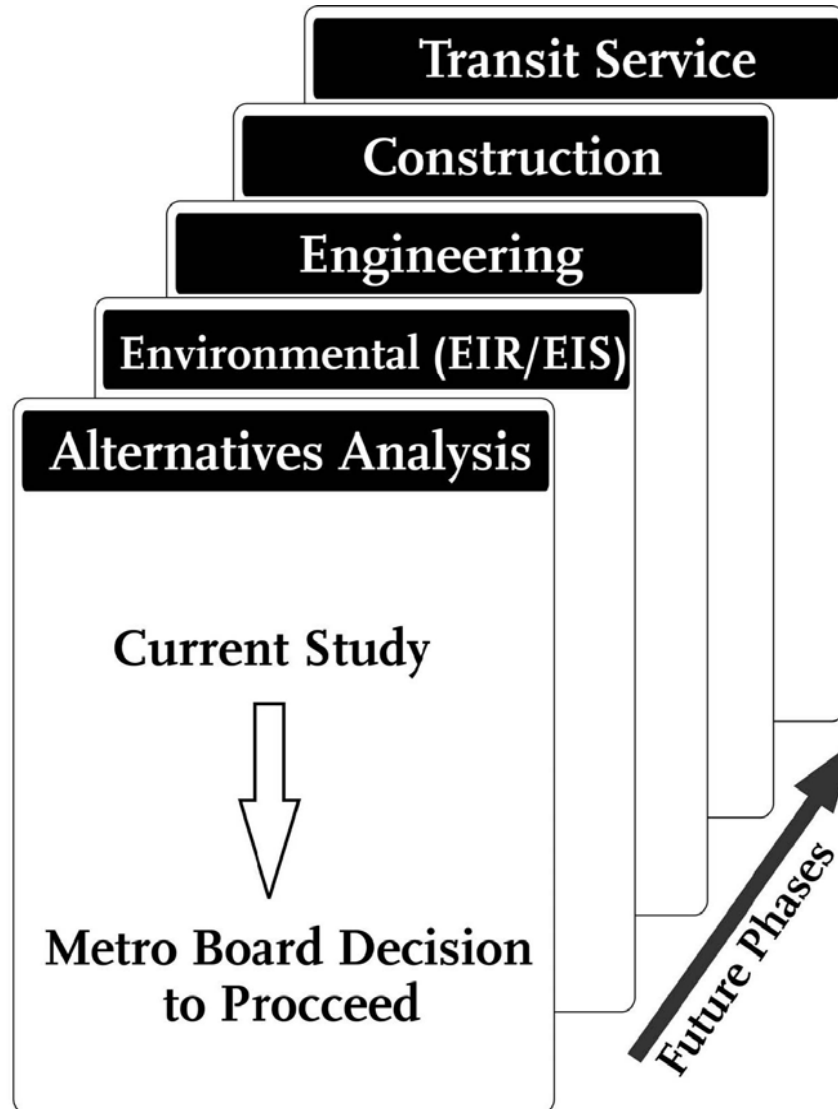 Transit Service
Construction
Engineering
Environmental (EIR/EIS)
Alternatives Analysis
Current Study
Metro Board Decision
to Procceed
Future Phases